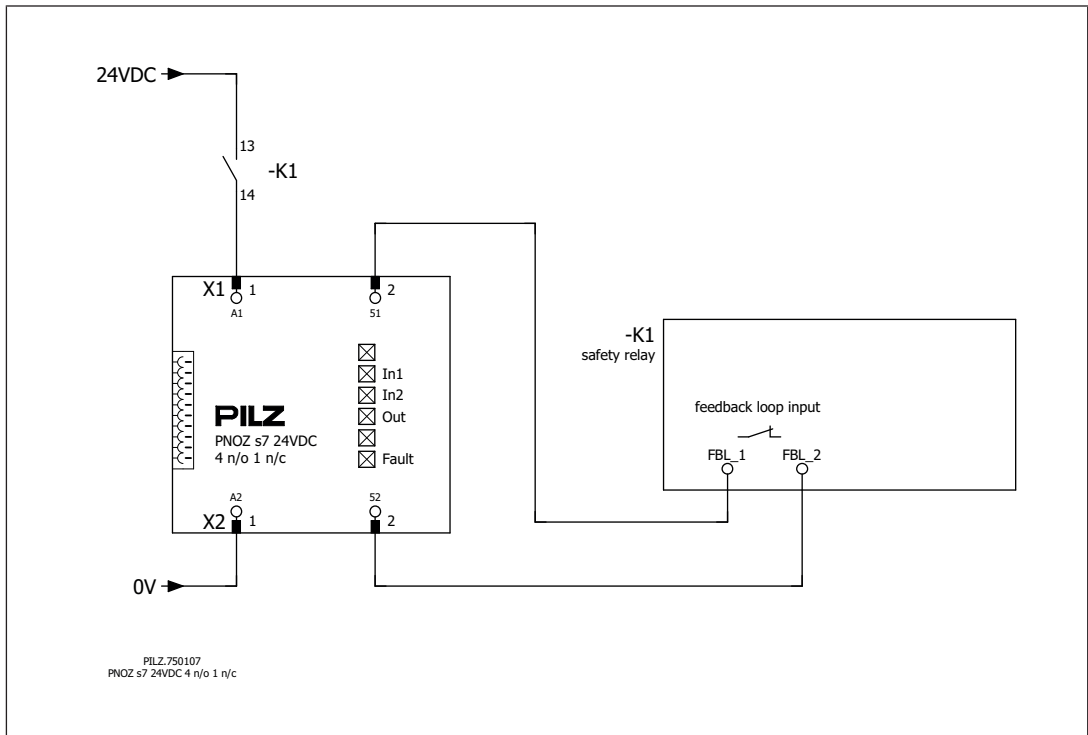 24VDC
13
-K1
14
X1 1 2
A1 51
In1
In2
PILZ
Out
PNOZ s7 24VDC
4 n/o 1 n/c
Fault
A2 52
X2 1 2
0V
-K1
safety relay
feedback loop input
FBL_1 FBL_2
PILZ.750107
PNOZ s7 24VDC 4 n/o 1 n/c